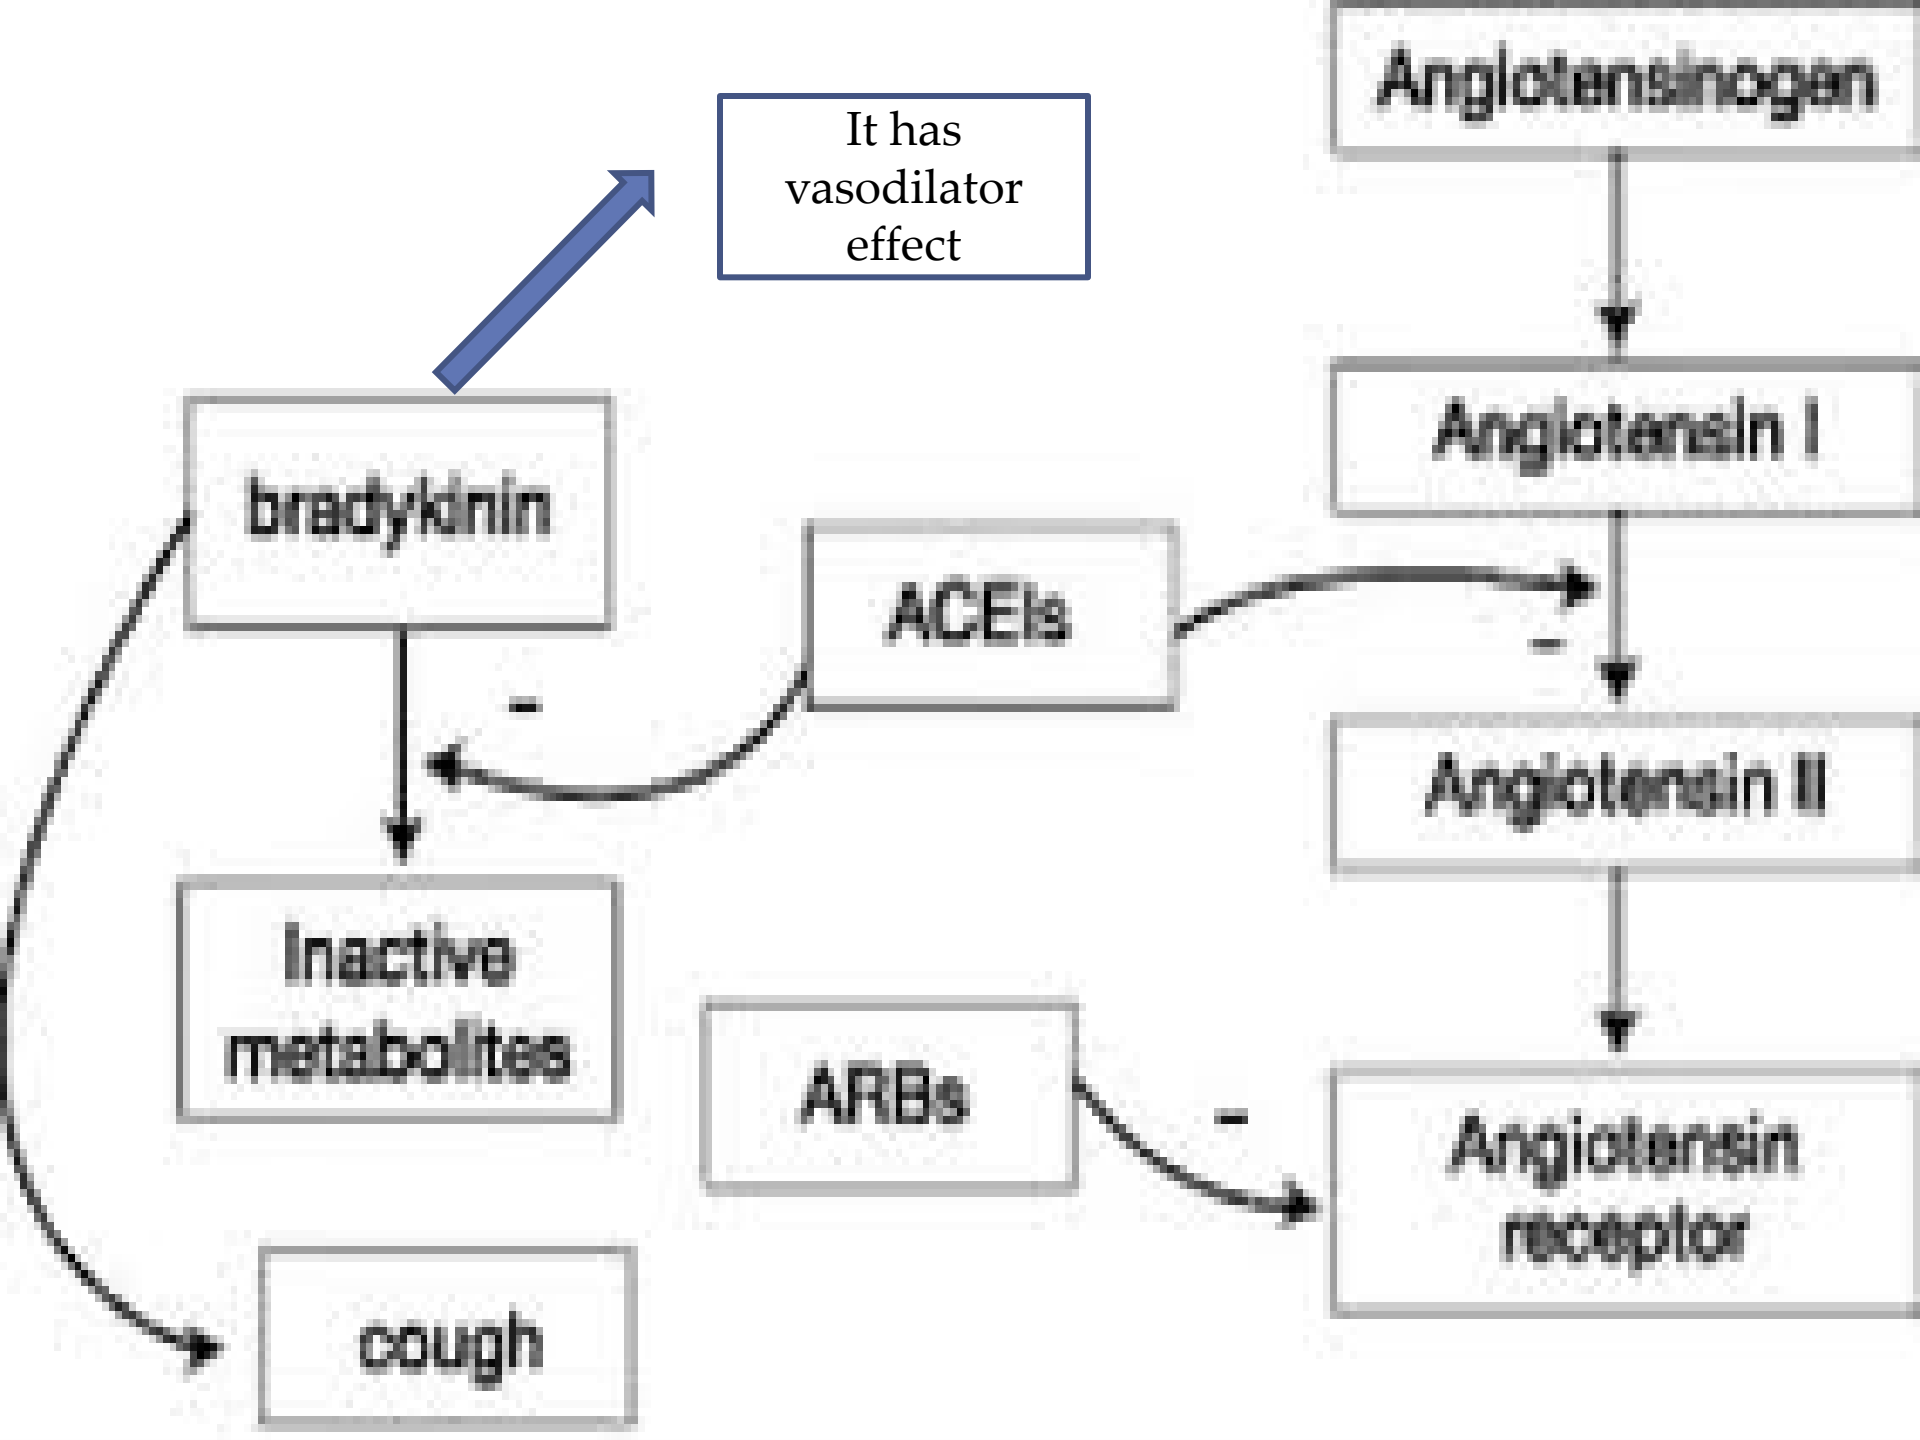 Angiotensinogen
It has
vasodilator
effect
Angiotensin I
bradykinin
ACEIs
-
-
Angiotensin II
Inactive
metabolites
ARBs
-
Angiotensin
receptor
cough